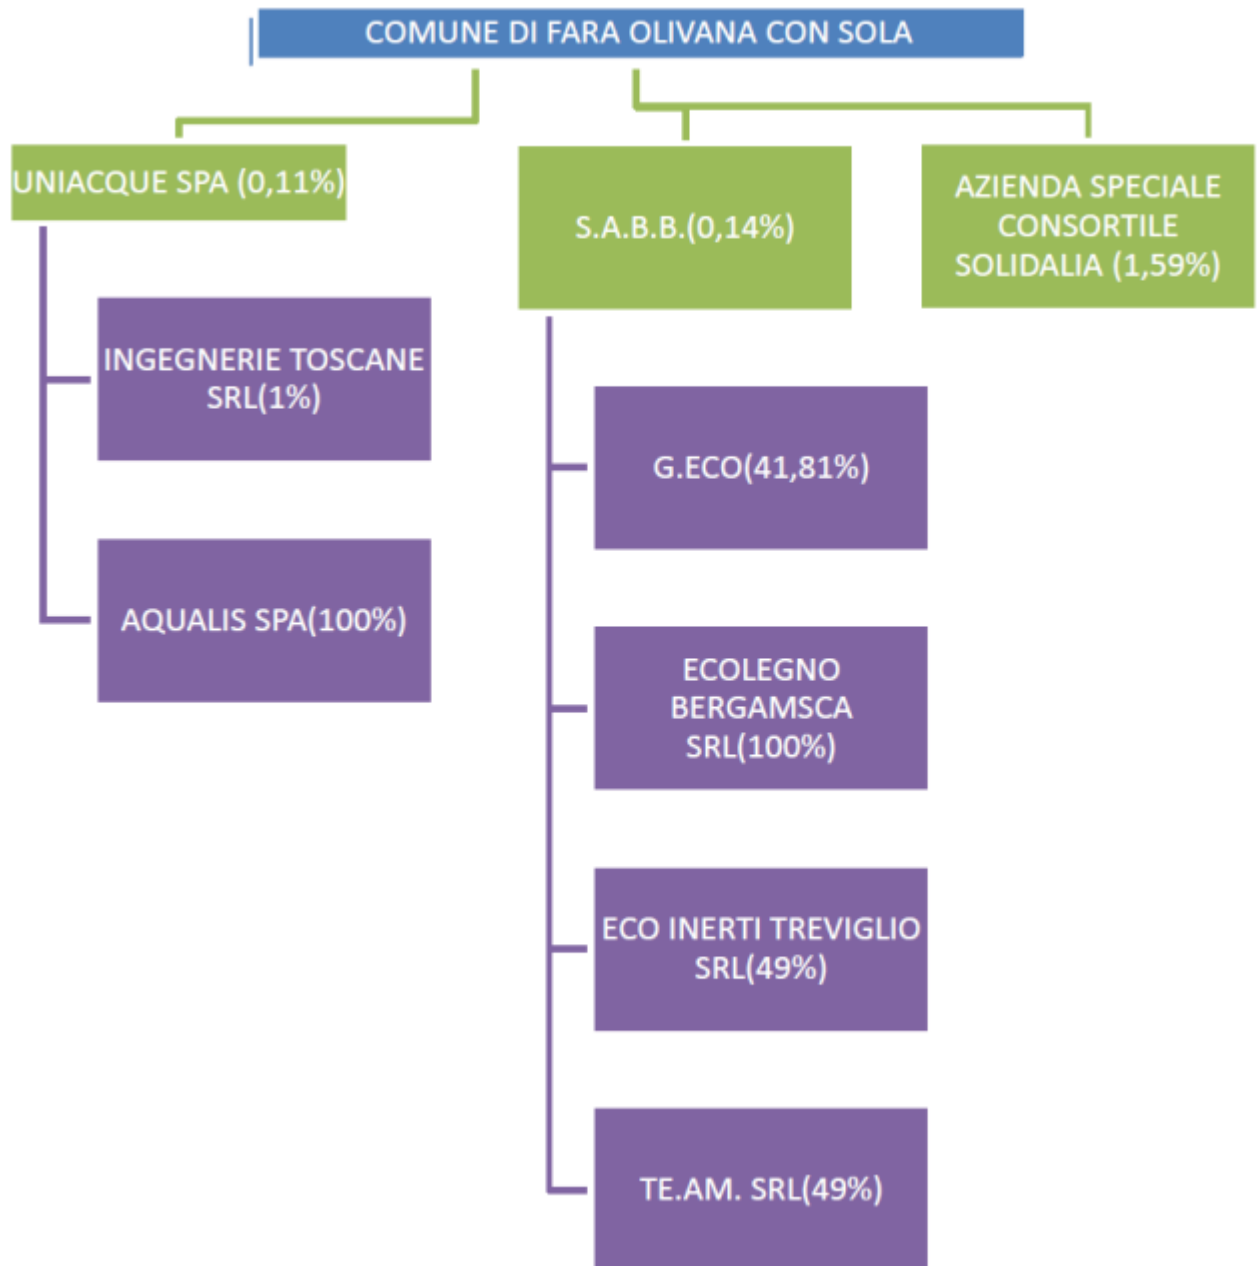 COMUNE DI FARA OLIVANA CON SOLA
UNIACQUE SPA (0,11%)
INGEGNERIE TOSCANE
SRL(1%)
AQUALIS SPA(100%)
S.A.B.B.(0,14%)
G.ECO(41,81%)
ECOLEGNO
BERGAMSCA
SRL(100%)
ECO INERTI TREVIGLIO
SRL(49%)
TE.AM. SRL(49%)
AZIENDA SPECIALE
CONSORTILE
SOLIDALIA (1,59%)